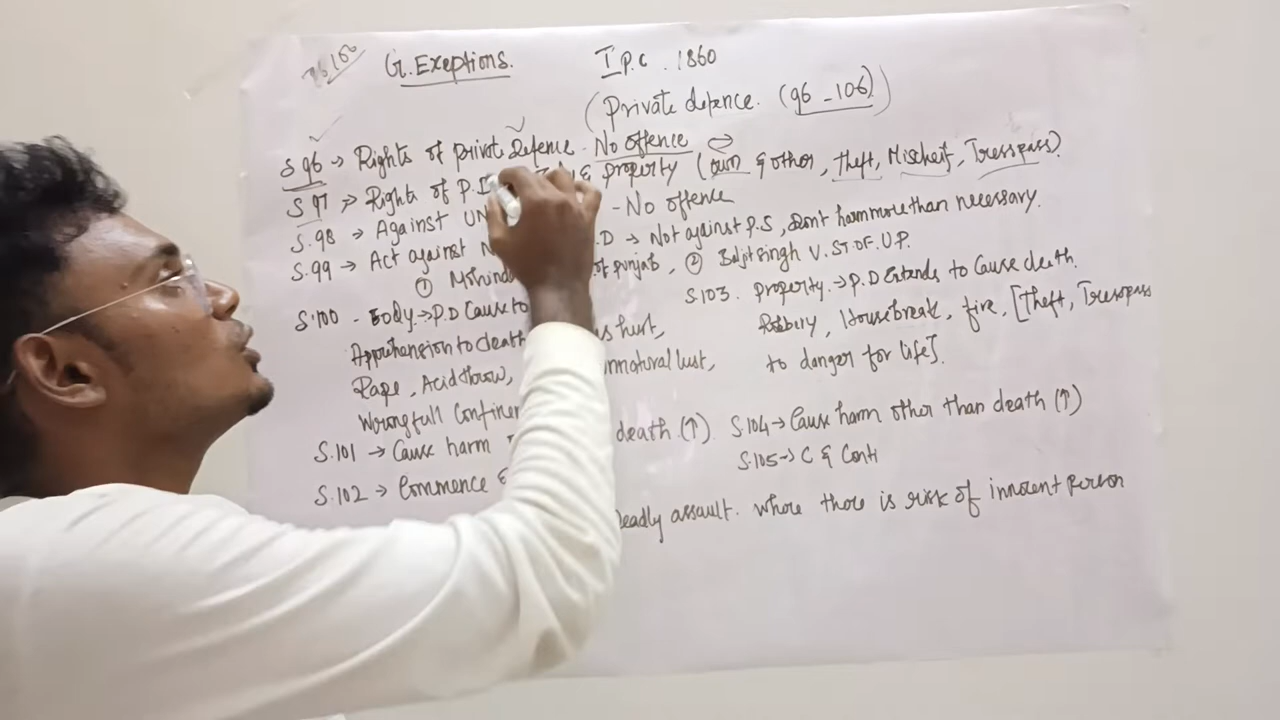 G. Exeptions. I.P.C. 1860
(Private defence. (96 - 106))
S 96 → Rights of private defence. No offence
S 97 → Rights of P.D & property (own & other, theft, Mischeif, Tresspass).
S. 98 → Against UN - No offence
S. 99 → Act against D → Not against P.S, Dont harm more than necessary.
① Mohind of punjab, ② Baljit singh V. ST. OF. U.P.
S. 100 - Body → P.D Cause to
Apprehension to death hurt,
Rape, Acid throw, unnatural lust,
Wrongfull Confine
S. 103. property. → P.D Extends to Cause death.
Robbery, Housebreak, fire, [Theft, Tresspass
to danger for life].
S. 101 → Cause harm death (↑) S. 104 → Cause harm other than death (↑)
S. 102 → Commence S. 105 → C & Conti
Deadly assault. where there is risk of innocent person